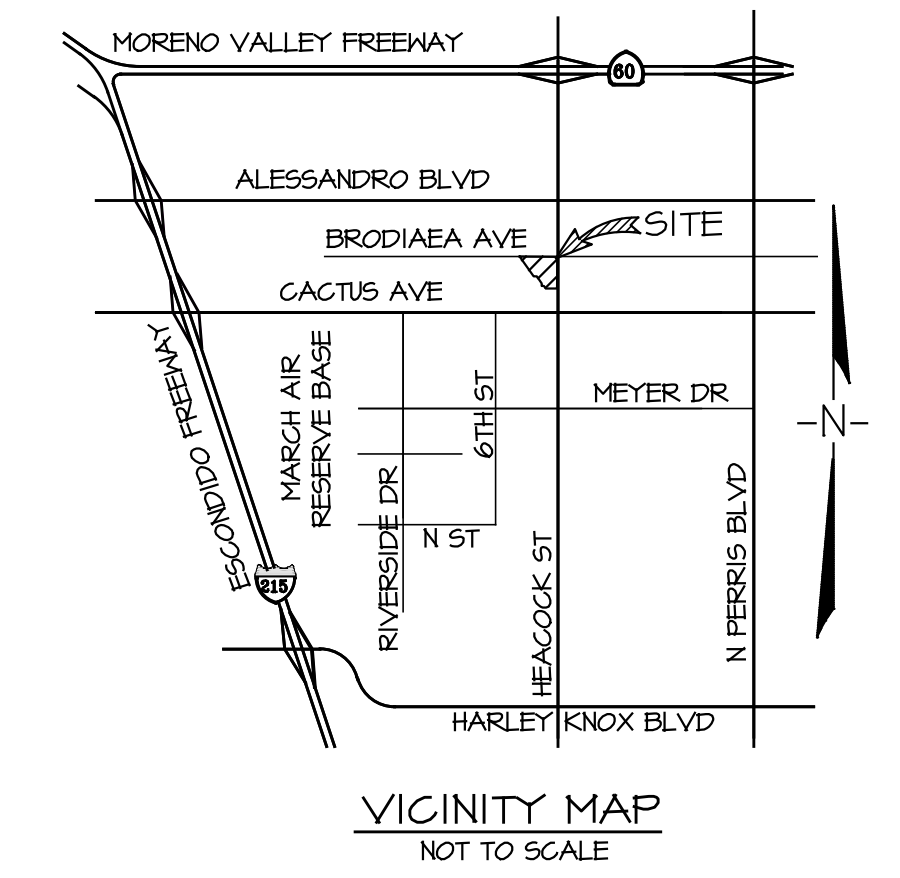 MORENO VALLEY FREEWAY
60
ALESSANDRO BLVD
SITE
BRODIAEA AVE
CACTUS AVE
ESCONDIDO FREEWAY
MARCH AIR
RESERVE BASE
6TH ST
MEYER DR
-N-
RIVERSIDE DR
N ST
HEACOCK ST
N PERRIS BLVD
215
HARLEY KNOX BLVD
VICINITY MAP
NOT TO SCALE